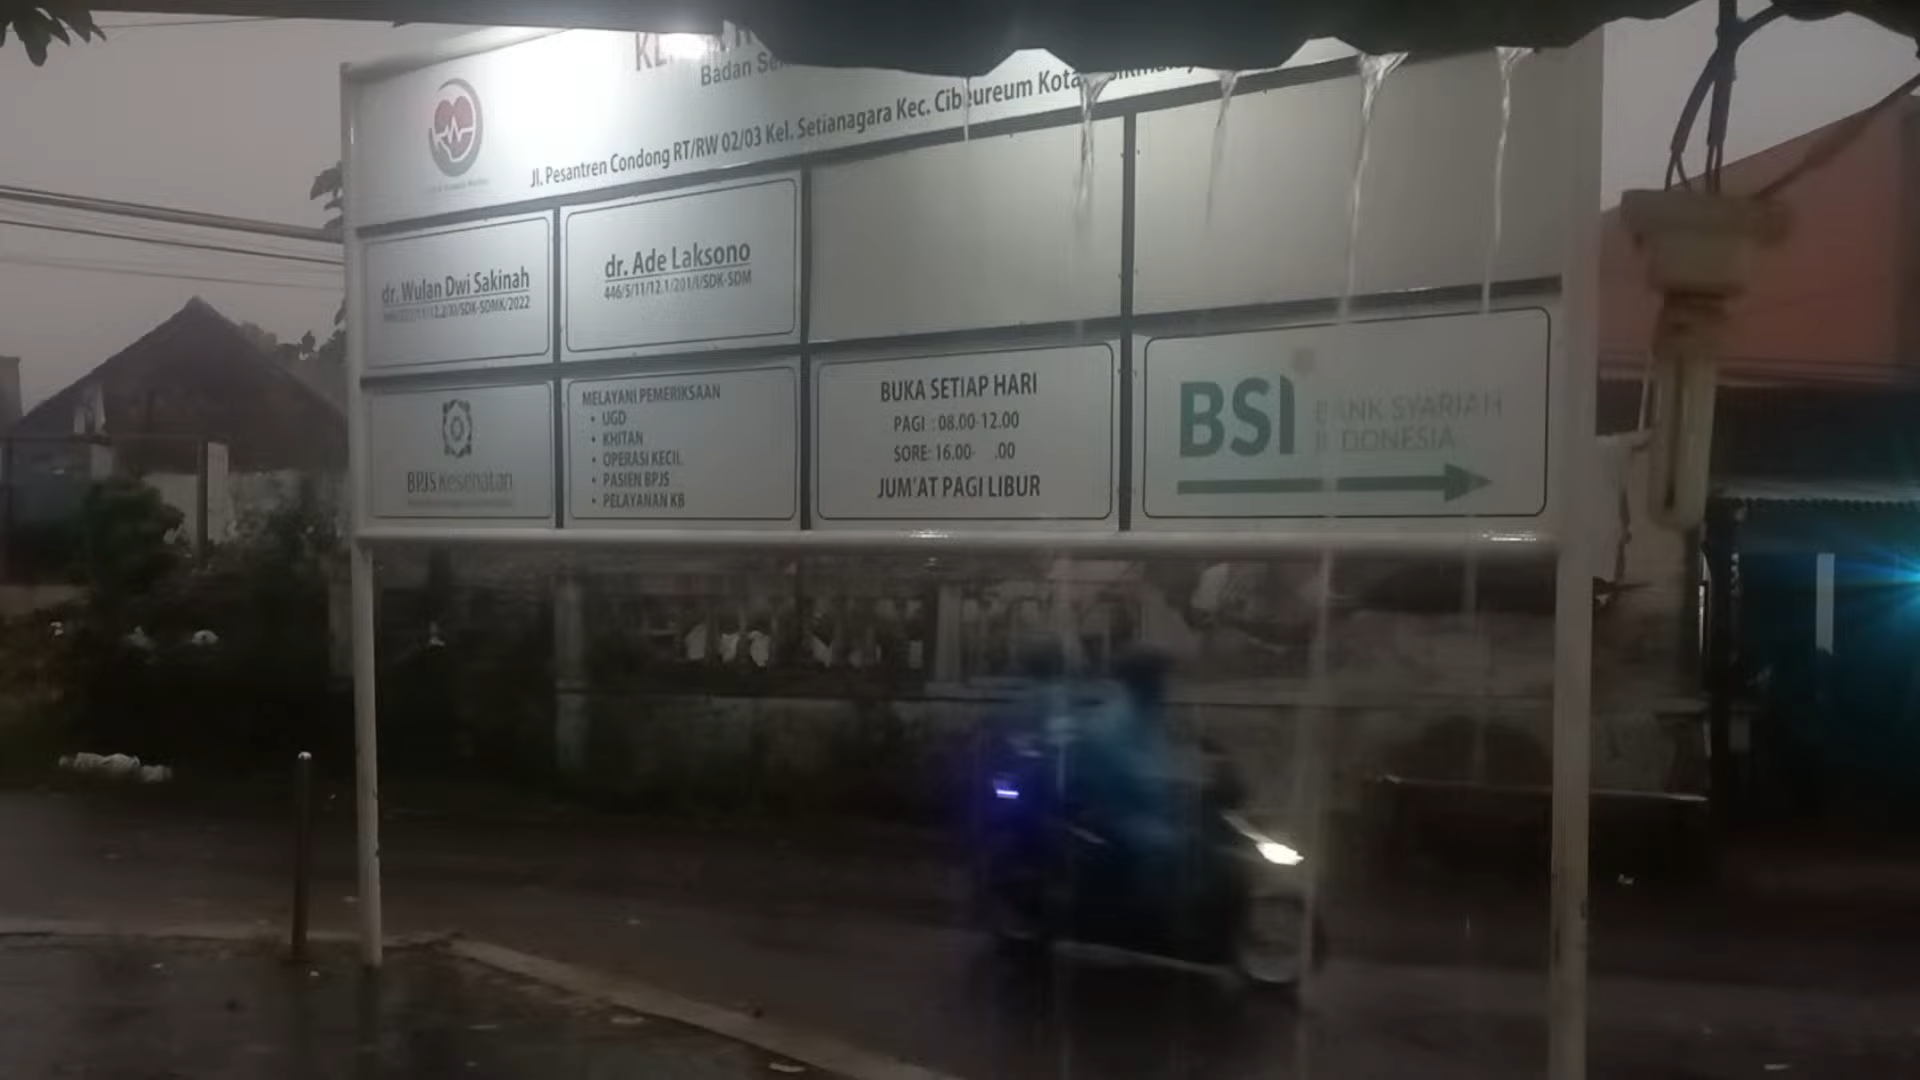 Badan
Jl. Pesantren Condong RT/RW 02/03 Kel. Setianagara Kec. Cibeureum Kota
dr. Wulan Dwi Sakinah
dr. Ade Laksono
446/5/11/12.1/201/I/SDK-SDM
BPJS Kesehatan
MELAYANI PEMERIKSAAN
• UGD
• KHITAN
• OPERASI KECIL
• PASIEN BPJS
• PELAYANAN KB
BUKA SETIAP HARI
PAGI : 08.00-12.00
SORE: 16.00- .00
JUM'AT PAGI LIBUR
BSI BANK SYARIAH
INDONESIA